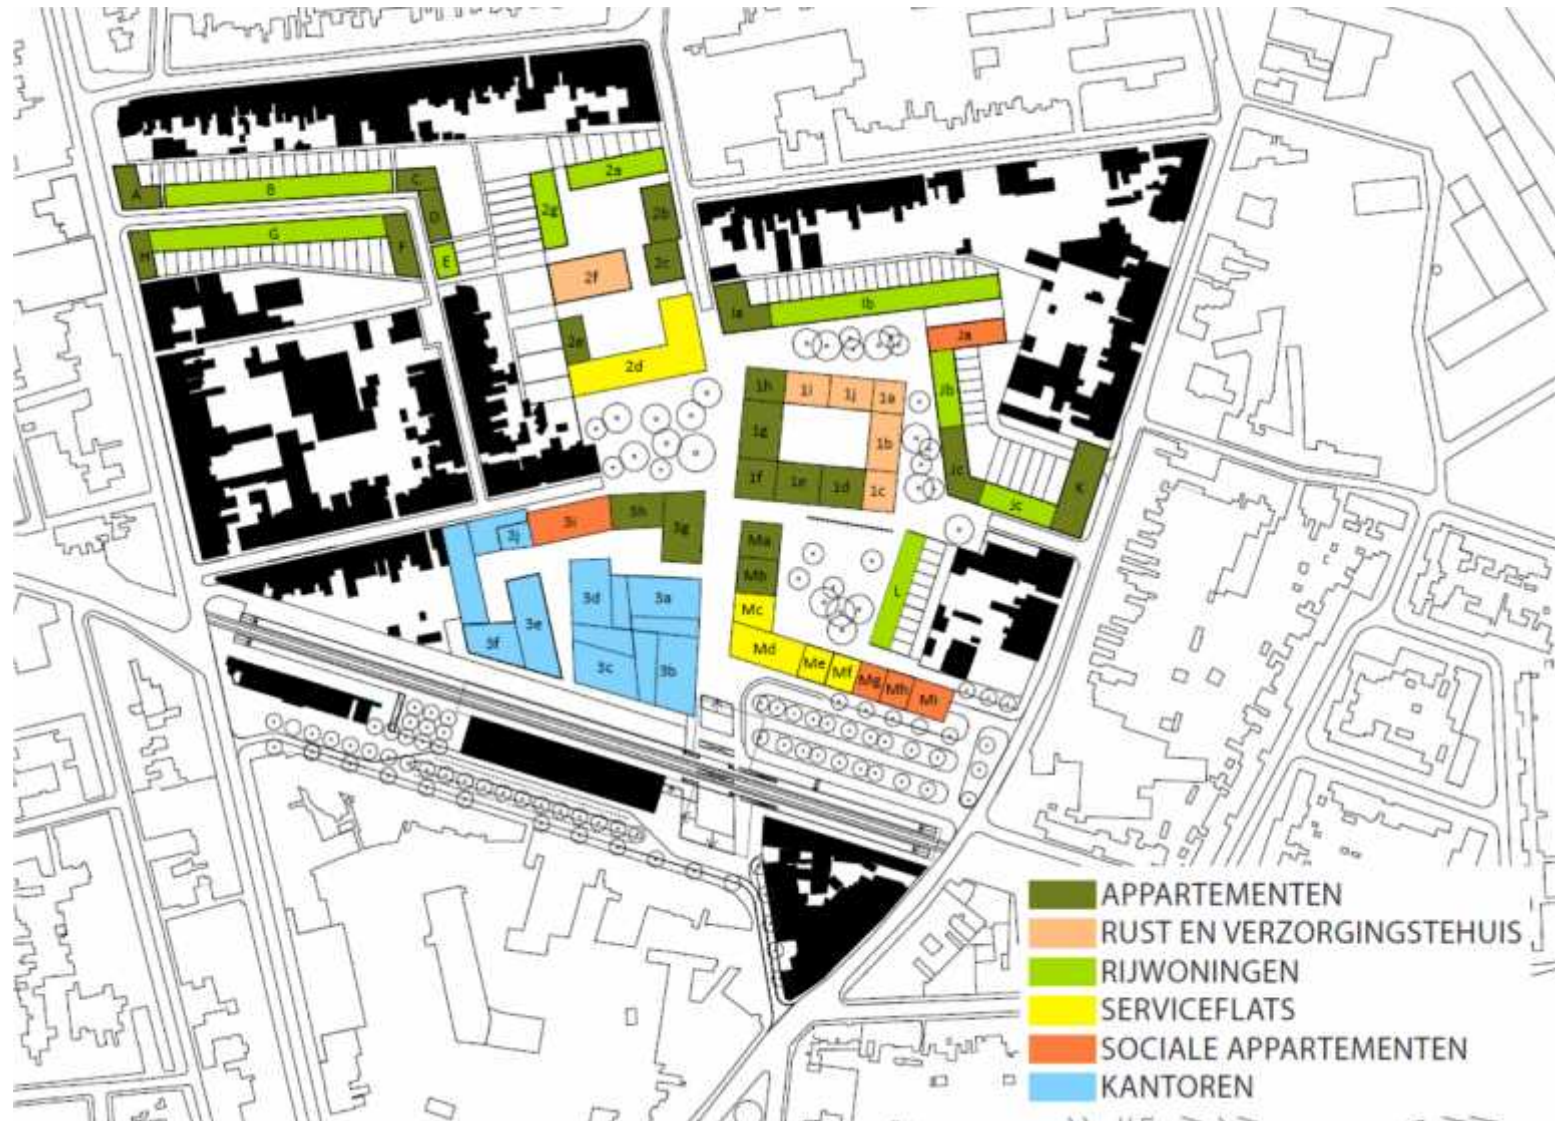 A
B
C
D
E
F
G
H
2a
2b
2c
2d
2e
2f
2g
Ia
Ib
Ja
Jb
Jc
Jc
K
1h
1i
1j
1a
1b
1c
1d
1e
1f
1g
3j
3i
3h
3g
3d
3a
3e
3f
3c
3b
Ma
Mb
Mc
Md
Me
Mf
Mg
Mh
Mi
L
APPARTEMENTEN
RUST EN VERZORGINGSTEHUIS
RIJWONINGEN
SERVICEFLATS
SOCIALE APPARTEMENTEN
KANTOREN